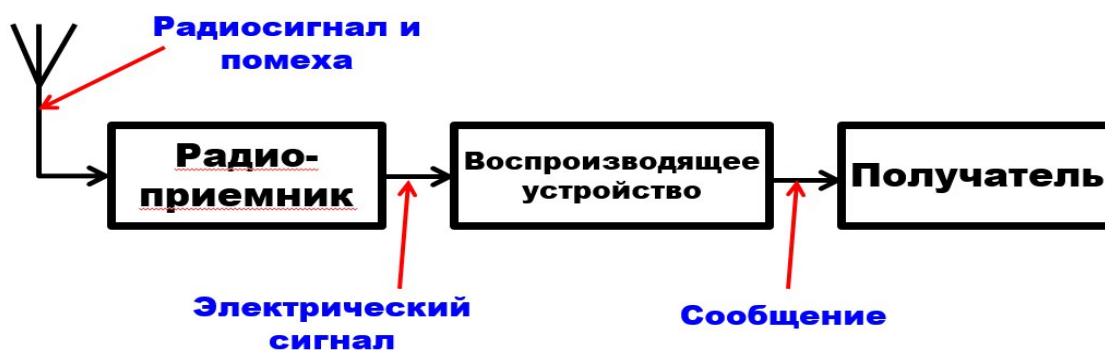 Радиосигнал и
помеха
Радио-
приемник
Воспроизводящее
устройство
Получатель
Электрический
сигнал
Сообщение